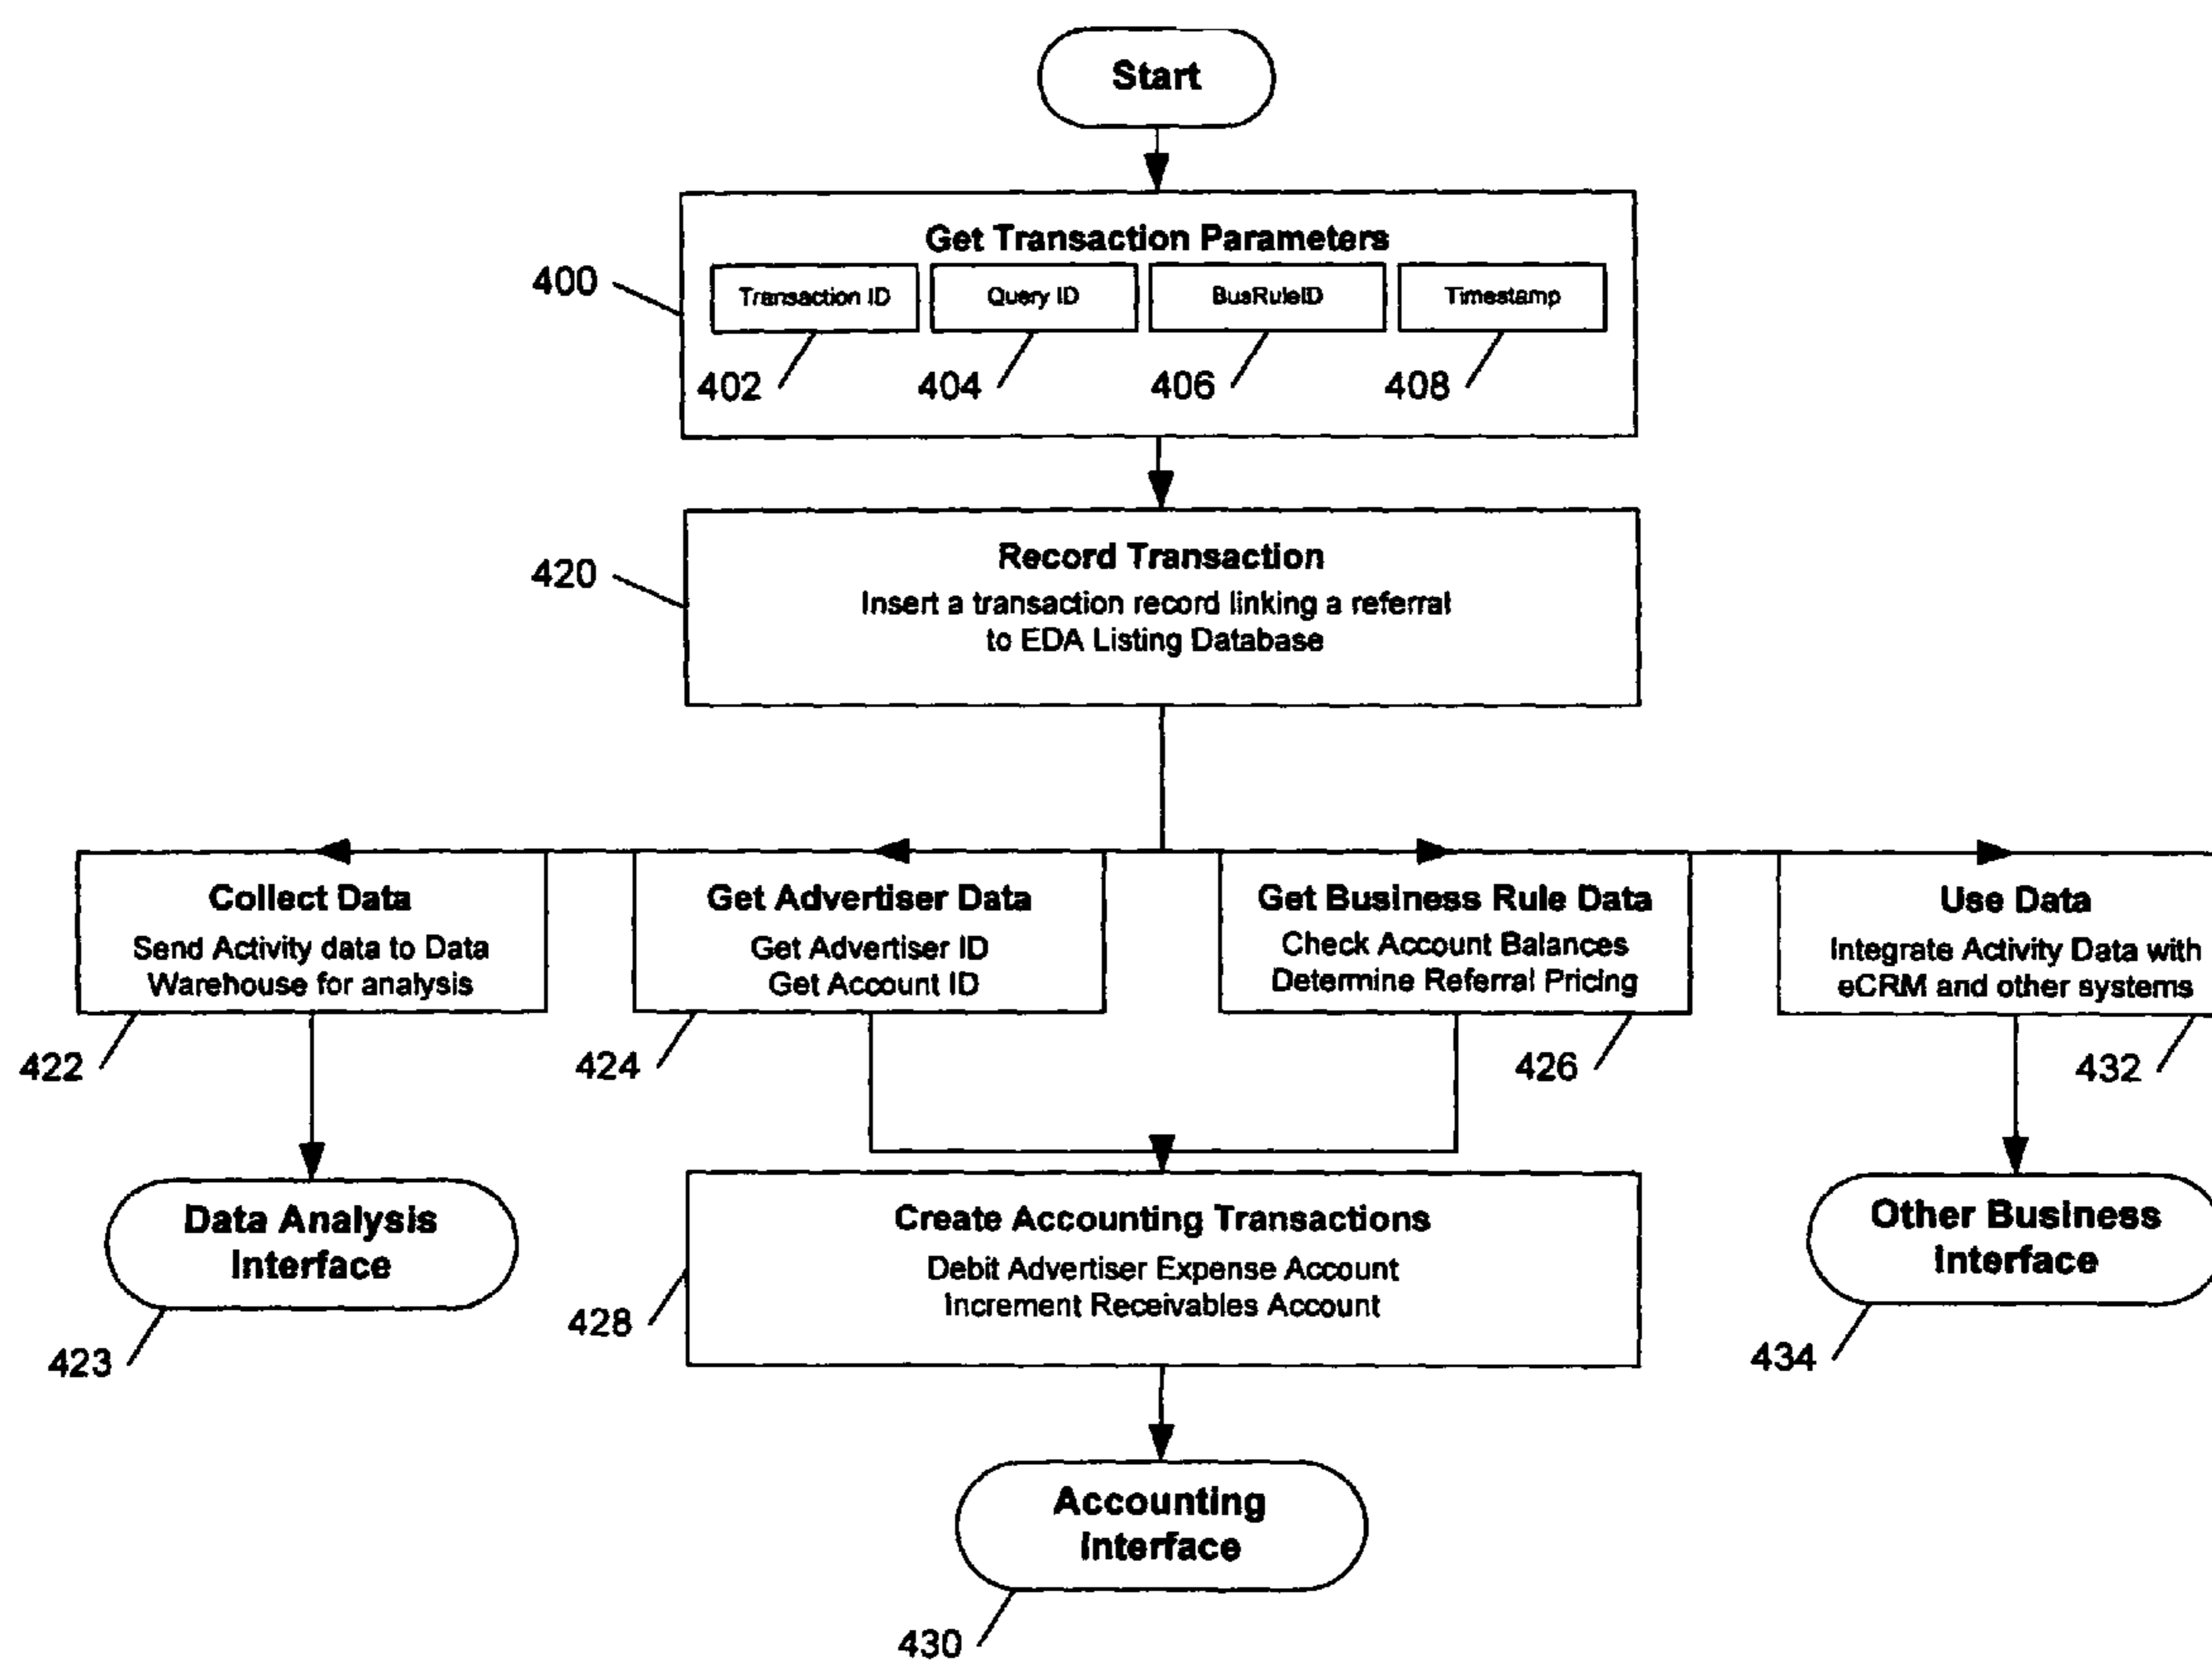 Start
Get Transaction Parameters
400
Transaction ID
Query ID
BusRuleID
Timestamp
402
404
406
408
Record Transaction
420
Insert a transaction record linking a referral
to EDA Listing Database
Collect Data
Send Activity data to Data
Warehouse for analysis
422
Get Advertiser Data
Get Advertiser ID
Get Account ID
424
Get Business Rule Data
Check Account Balances
Determine Referral Pricing
426
Use Data
Integrate Activity Data with
eCRM and other systems
432
Data Analysis
Interface
423
Create Accounting Transactions
Debit Advertiser Expense Account
Increment Receivables Account
428
Other Business
Interface
434
Accounting
Interface
430